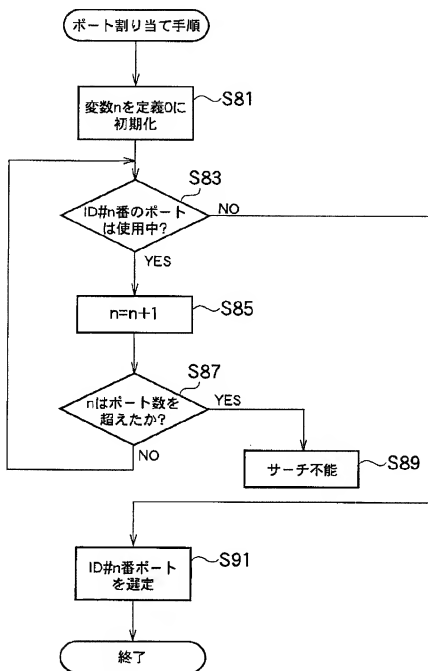 ポート割り当て手順
変数nを定義0に
初期化
S81
ID#n番のポート
は使用中?
S83
NO
YES
n=n+1
S85
nはポート数を
超えたか?
S87
YES
NO
サーチ不能
S89
ID#n番ポート
を選定
S91
終了